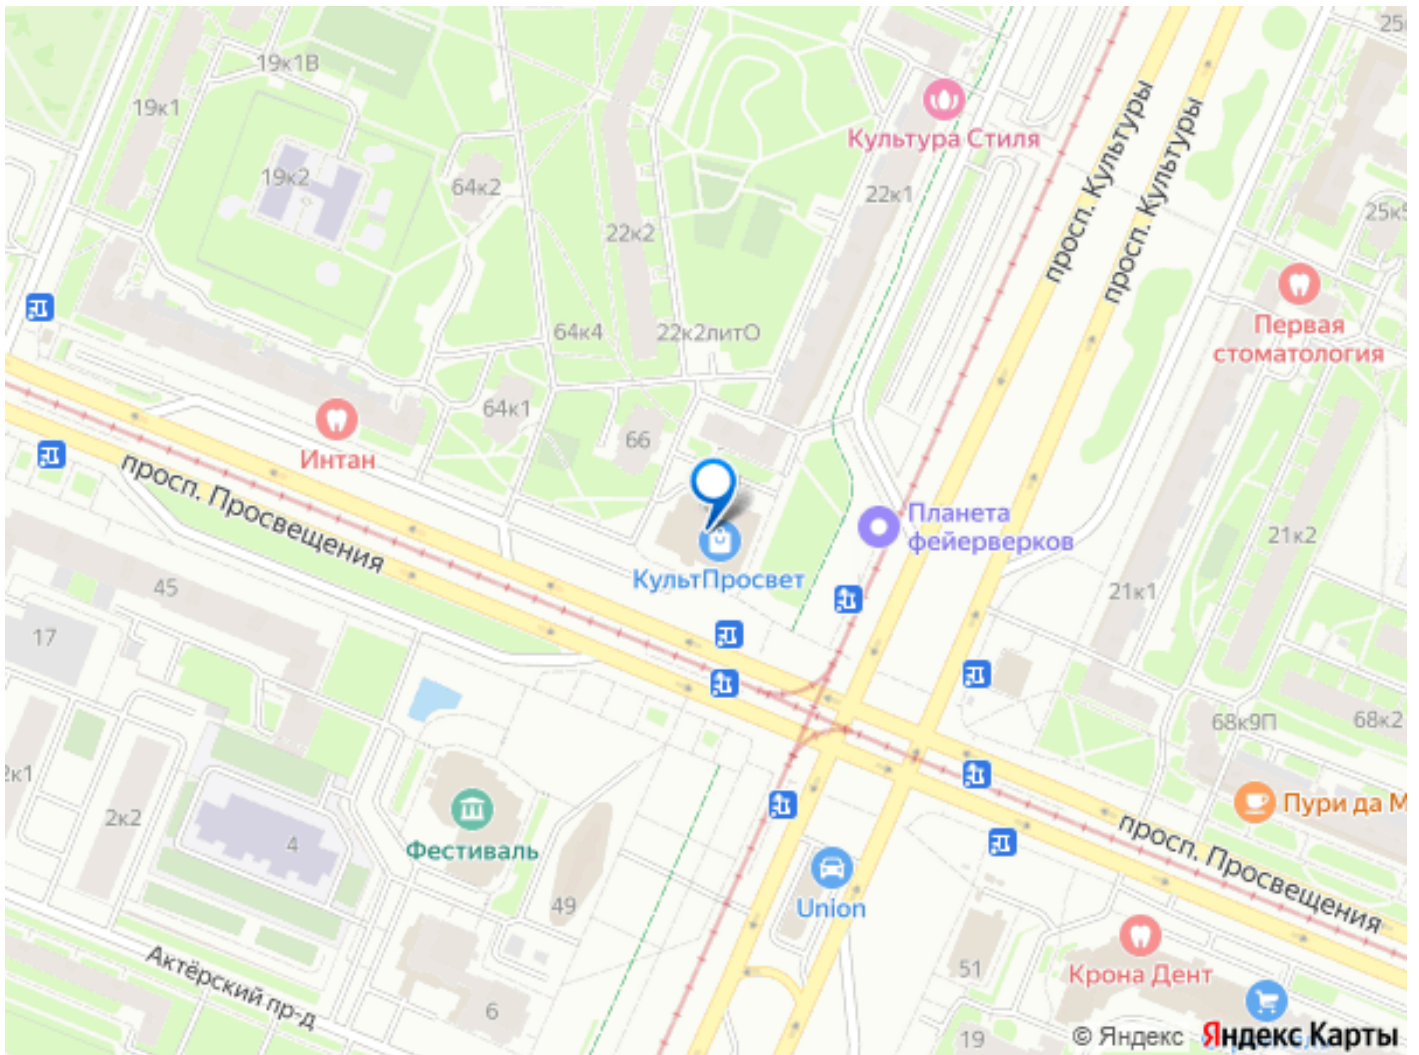 25
19к1В
19к1
просп. Культуры
просп. Культуры
Культура Стиля
19к2
64к2
22к1
25к5
22к2
Первая
стоматология
64к4
22к2литО
64к1
66
Интан
просп. Просвещения
Планета
фейерверков
21к2
КультПросвет
45
21к1
17
68к9П
68к2
2к1
2к2
4
Фестиваль
Пури да М
просп. Просвещения
49
Union
Актёрский пр-д
51
Крона Дент
6
19
© Яндекс
Яндекс Карты